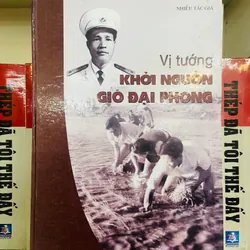 NHIỀU TÁC GIẢ
Vị tướng
KHỞI NGUỒN
GIÓ ĐẠI PHONG
THÉP ĐÃ TÔI THẾ ĐẤY
THÉP ĐÃ TÔI THẾ ĐẤY